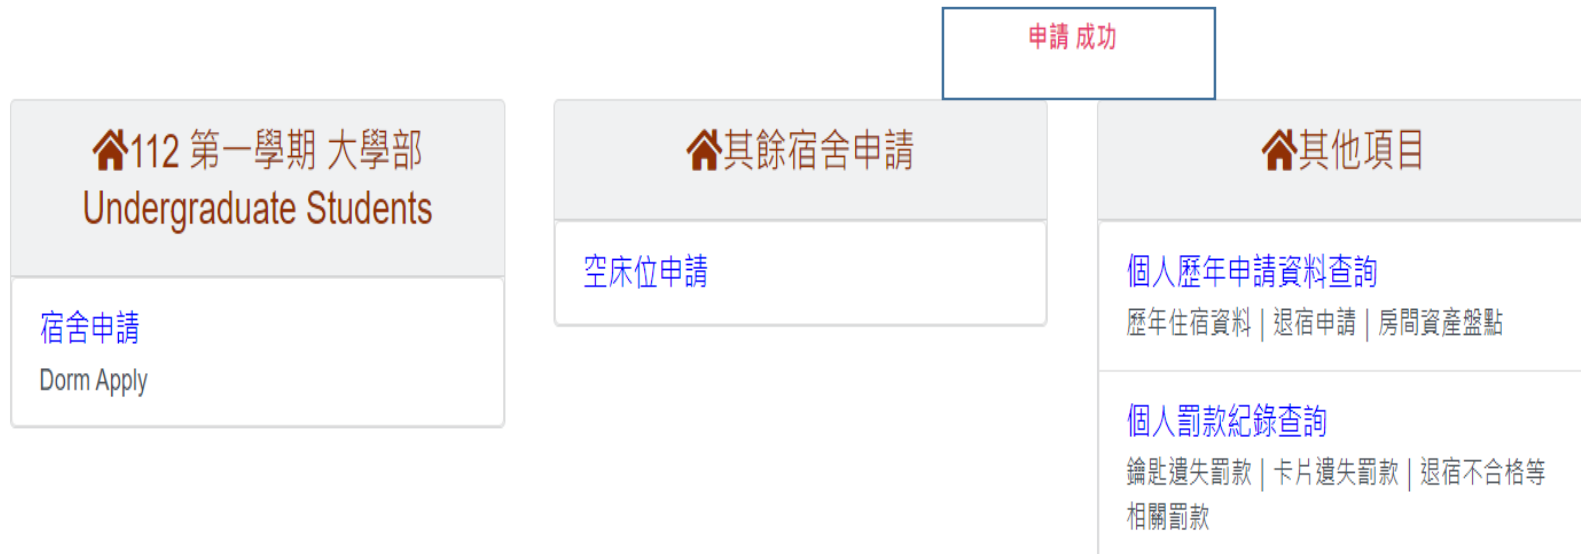 申請 成功
112 第一學期 大學部
Undergraduate Students
宿舍申請
Dorm Apply
其餘宿舍申請
空床位申請
其他項目
個人歷年申請資料查詢
歷年住宿資料 | 退宿申請 | 房間資產盤點
個人罰款紀錄查詢
鑰匙遺失罰款 | 卡片遺失罰款 | 退宿不合格等
相關罰款